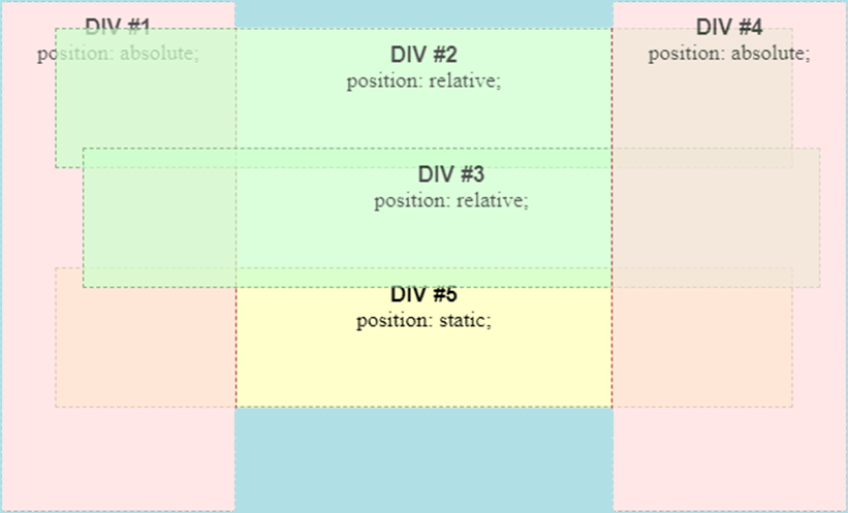 DIV #1
position: absolute;
DIV #4
position: absolute;
DIV #2
position: relative;
DIV #3
position: relative;
DIV #5
position: static;